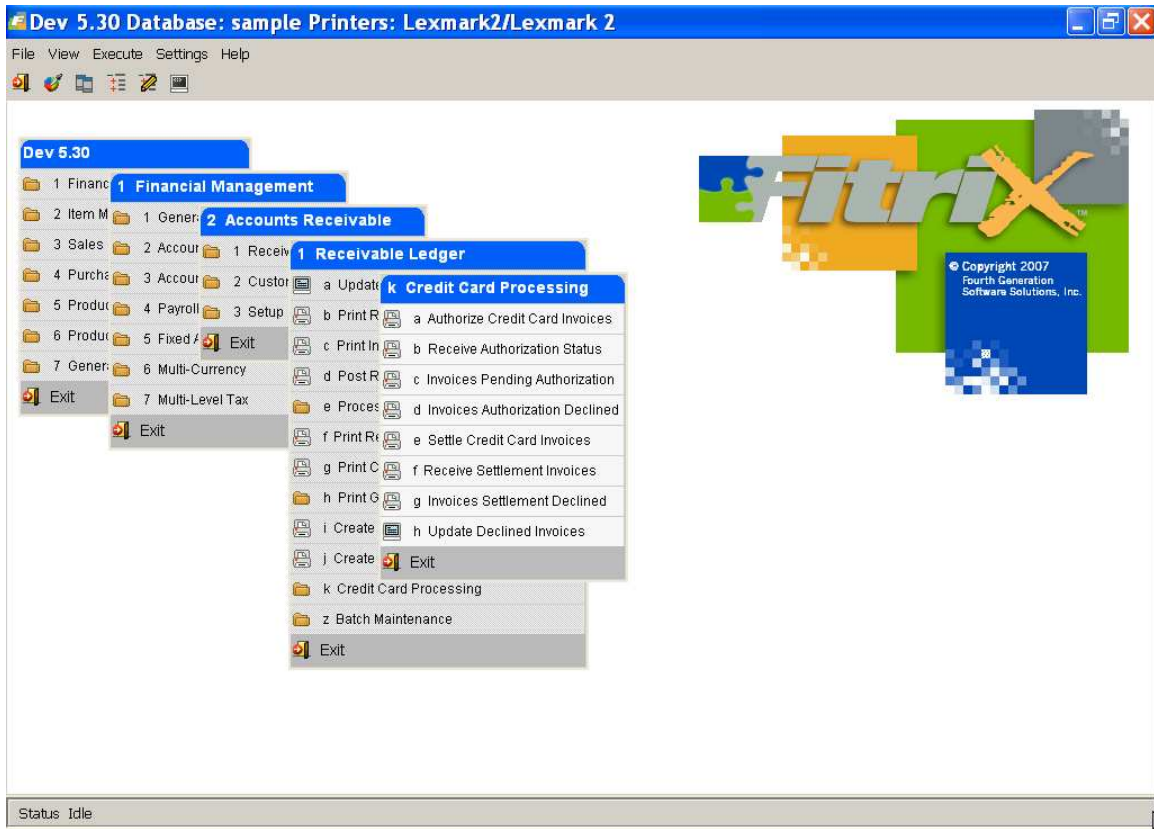 Dev 5.30 Database: sample Printers: Lexmark2/Lexmark 2
File View Execute Settings Help
Dev 5.30
1 Financ
2 Item M
3 Sales
4 Purcha
5 Produc
6 Produc
7 Genera
Exit
1 Financial Management
1 Genera
2 Accoun
3 Accoun
4 Payroll
5 Fixed A
6 Multi-Currency
7 Multi-Level Tax
Exit
2 Accounts Receivable
1 Receiv
2 Custor
3 Setup
Exit
1 Receivable Ledger
a Update
b Print R
c Print In
d Post R
e Proces
f Print Re
g Print C
h Print G
i Create
j Create
k Credit Card Processing
z Batch Maintenance
Exit
k Credit Card Processing
a Authorize Credit Card Invoices
b Receive Authorization Status
c Invoices Pending Authorization
d Invoices Authorization Declined
e Settle Credit Card Invoices
f Receive Settlement Invoices
g Invoices Settlement Declined
h Update Declined Invoices
Exit
FitriX
TM
© Copyright 2007
Fourth Generation
Software Solutions, Inc.
Status Idle